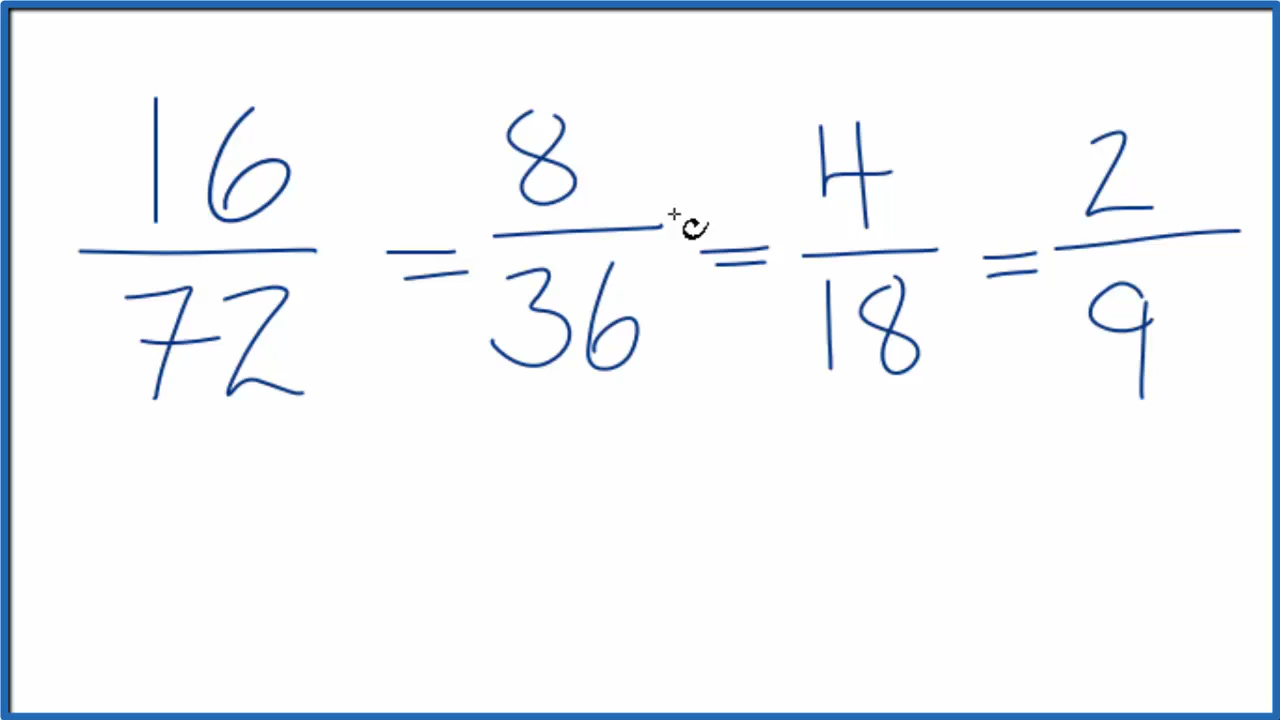 16/72 = 8/36 = 4/18 = 2/9